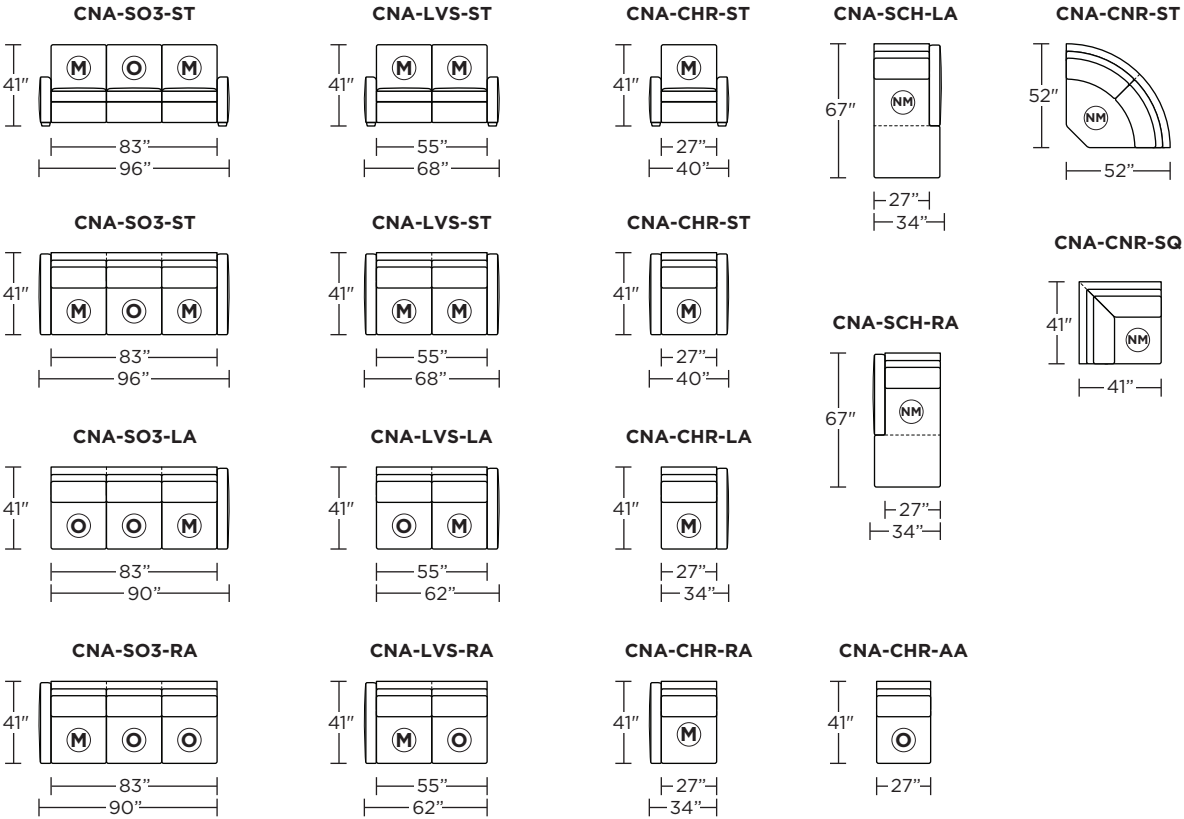 CNA-SO3-ST
41"
M O M
83”
96”
CNA-LVS-ST
41"
M M
55”
68”
CNA-CHR-ST
41"
M
27”
40”
CNA-SCH-LA
67"
NM
27”
34”
CNA-CNR-ST
52"
NM
52”
CNA-SO3-ST
41"
M O M
83”
96”
CNA-LVS-ST
41"
M M
55”
68”
CNA-CHR-ST
41"
M
27”
40”
CNA-CNR-SQ
41"
NM
41”
CNA-SCH-RA
67"
NM
27”
34”
CNA-SO3-LA
41"
O O M
83”
90”
CNA-LVS-LA
41"
O M
55”
62”
CNA-CHR-LA
41"
M
27”
34”
CNA-SO3-RA
41"
M O O
83”
90”
CNA-LVS-RA
41"
M O
55”
62”
CNA-CHR-RA
41"
M
27”
34”
CNA-CHR-AA
41"
O
27”